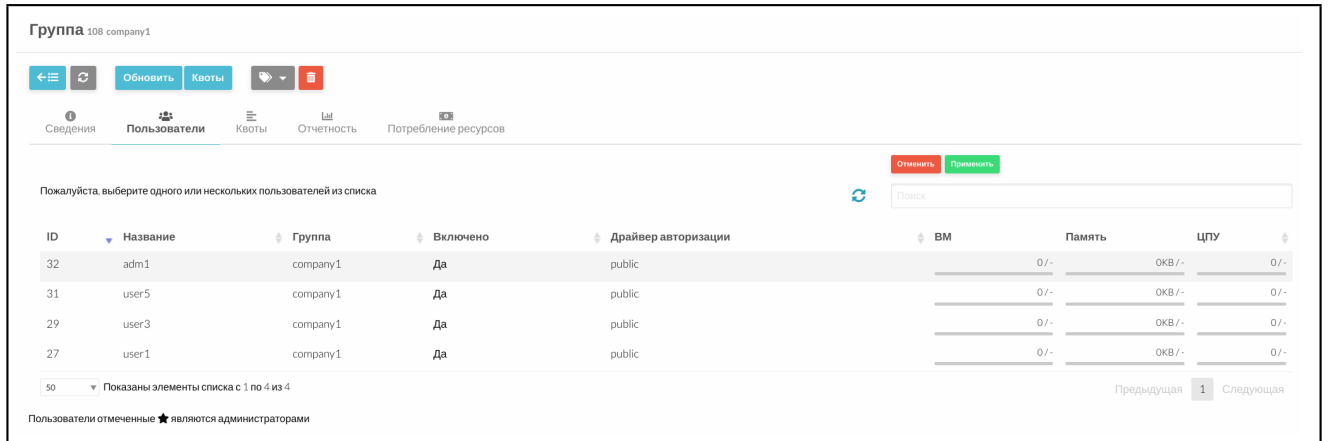 Группа 108 company1
Обновить Квоты
Сведения Пользователи Квоты Отчетность Потребление ресурсов
Отменить Применить
Пожалуйста, выберите одного или нескольких пользователей из списка
Поиск
ID Название Группа Включено Драйвер авторизации ВМ Память ЦПУ
32 adm1 company1 Да public 0 / - 0KB / - 0 / -
31 user5 company1 Да public 0 / - 0KB / - 0 / -
29 user3 company1 Да public 0 / - 0KB / - 0 / -
27 user1 company1 Да public 0 / - 0KB / - 0 / -
50 Показаны элементы списка с 1 по 4 из 4 Предыдущая 1 Следующая
Пользователи отмеченные ★ являются администраторами